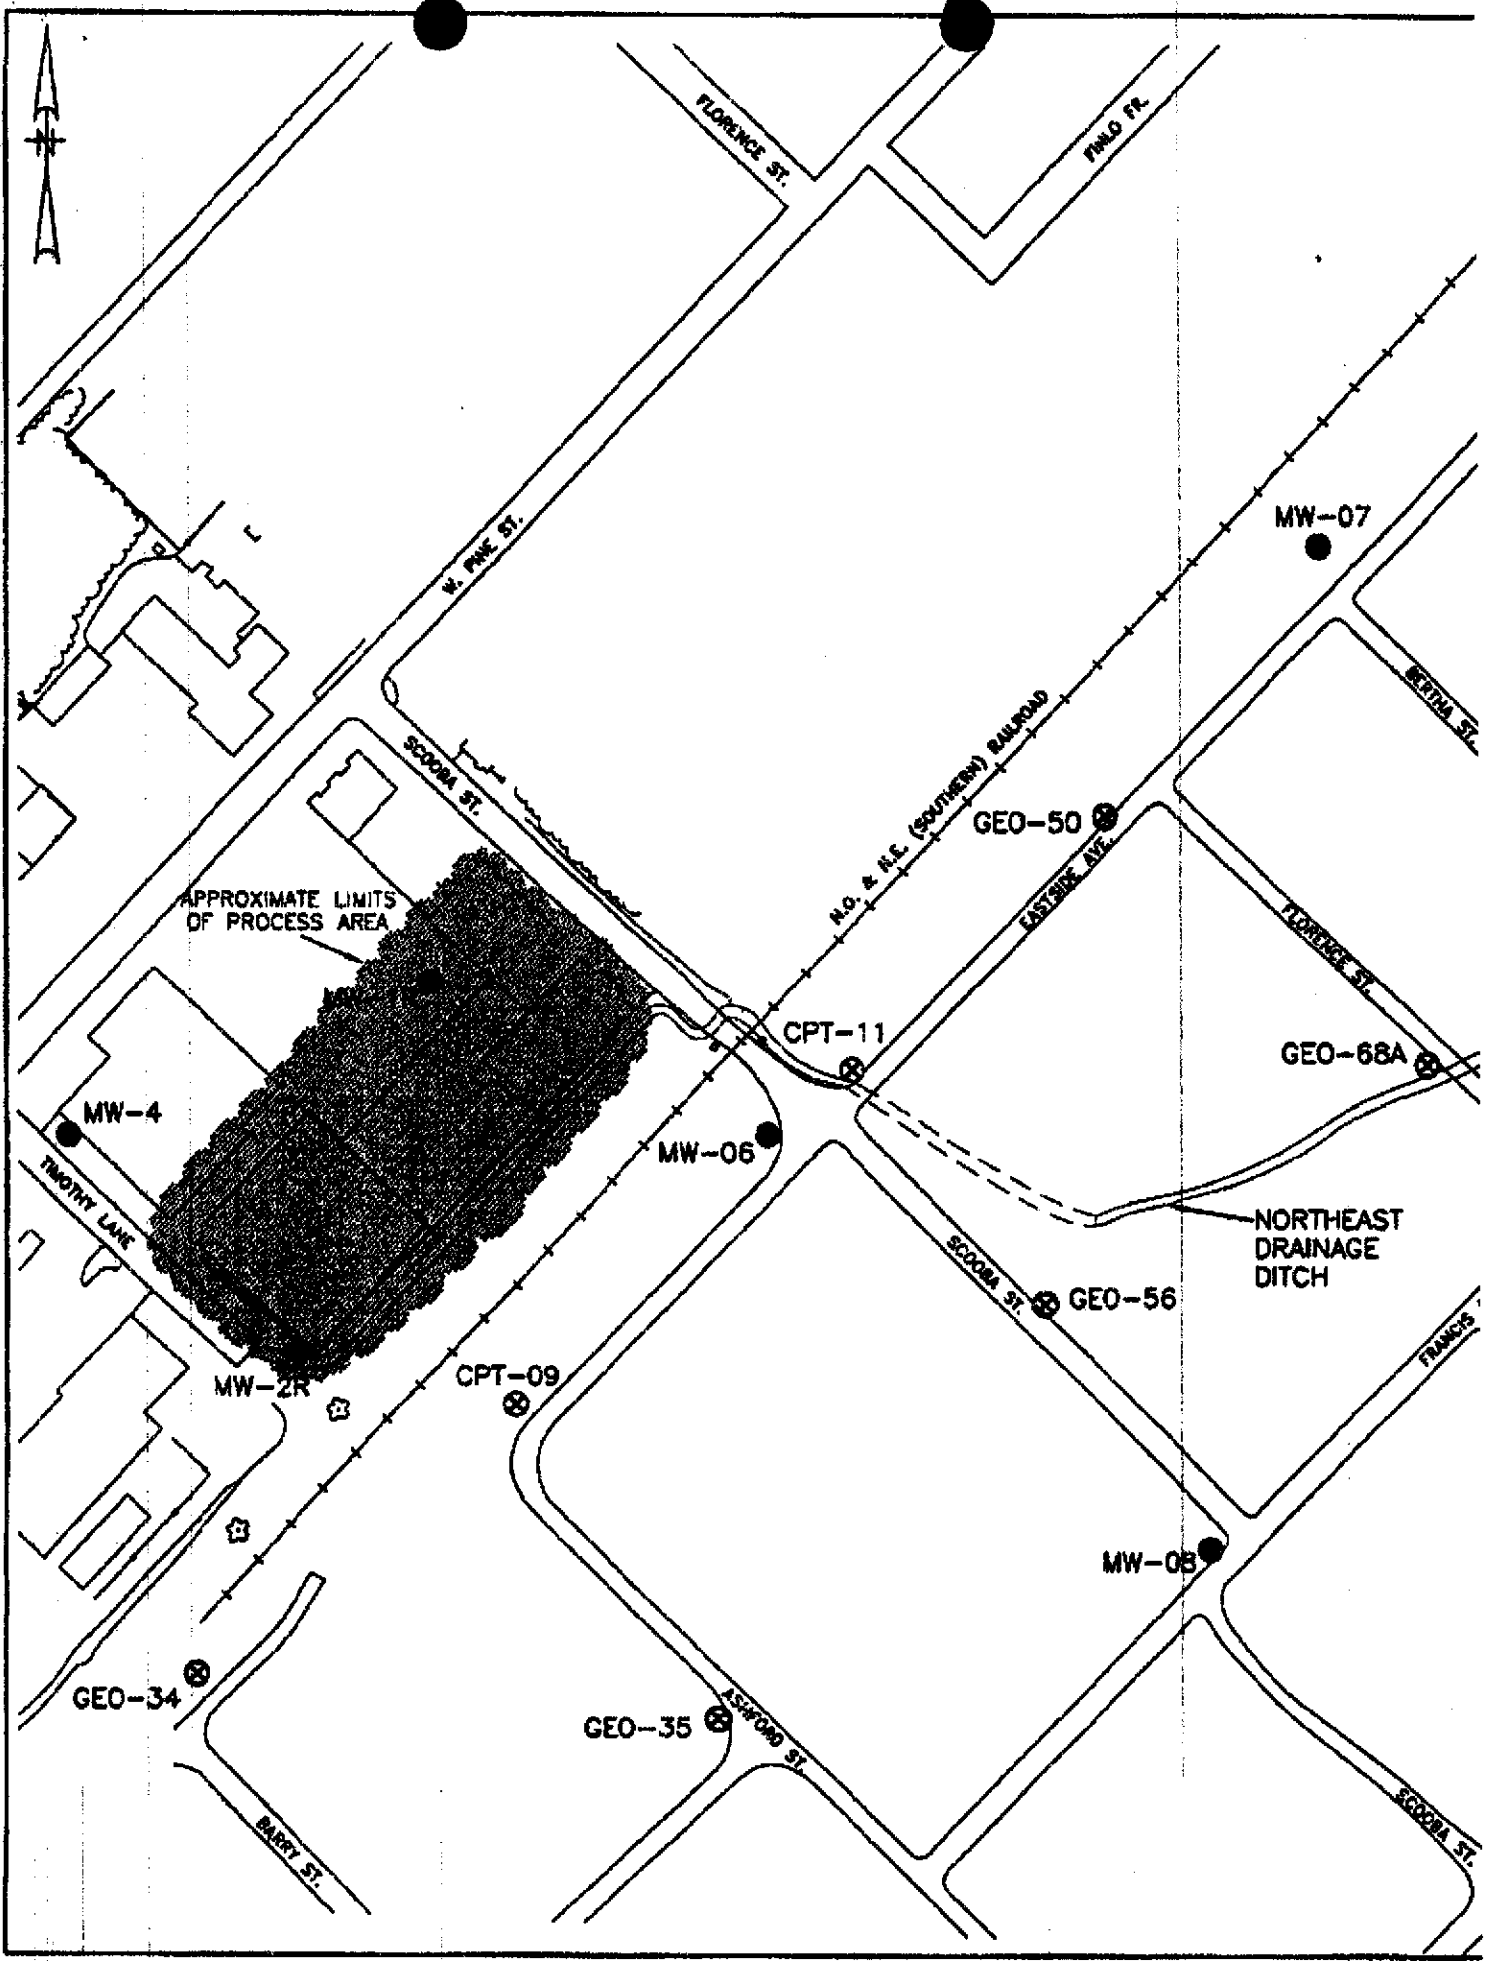 FLORENCE ST.
FINLO FR.
N
W. PINE ST.
MW-07
BERTHA ST.
SCOOBA ST.
N.O. & N.E. (SOUTHERN) RAILROAD
GEO-50
EASTSIDE AVE.
APPROXIMATE LIMITS
OF PROCESS AREA
FLORENCE ST.
CPT-11
GEO-68A
MW-4
MW-06
TIMOTHY LANE
NORTHEAST
DRAINAGE
DITCH
SCOOBA ST.
GEO-56
FRANCIS
CPT-09
MW-2R
MW-08
GEO-34
GEO-35
ASHFORD ST.
BARRY ST.
SCOOBA ST.